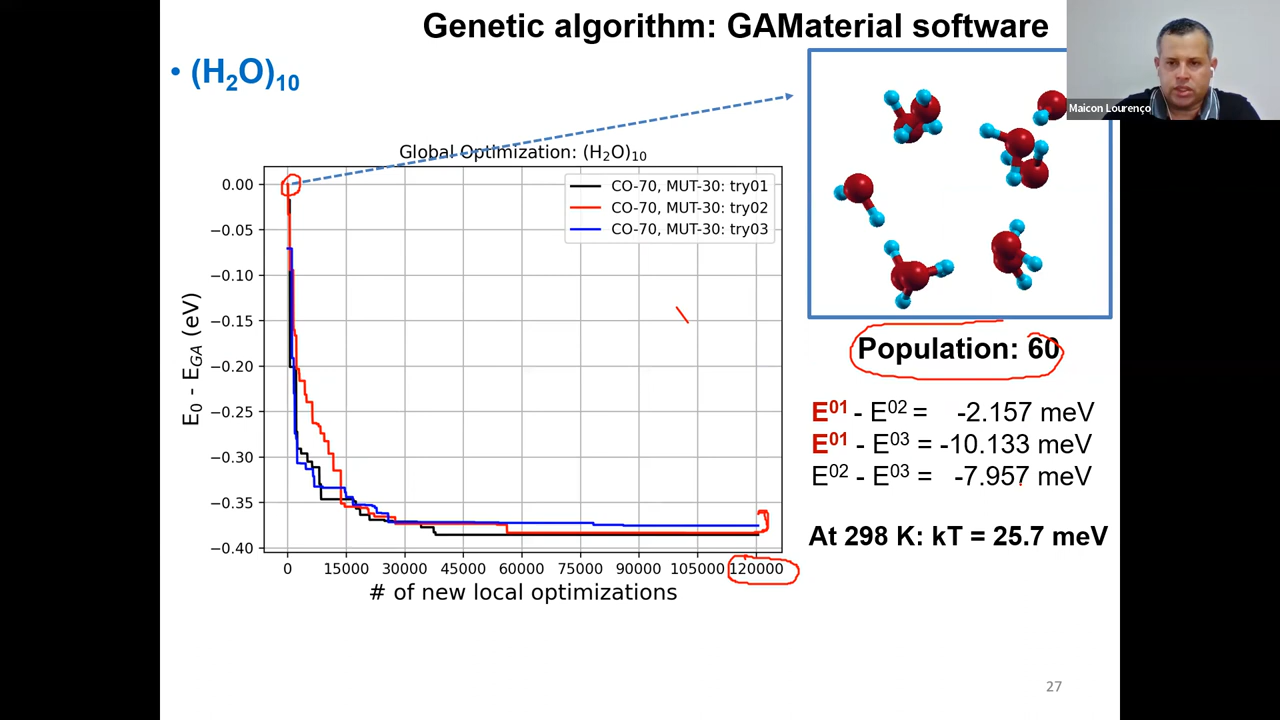 Genetic algorithm: GAMaterial software
• (H₂O)₁₀
Maicon Lourenço
Global Optimization: (H₂O)₁₀
CO-70, MUT-30: try01
CO-70, MUT-30: try02
CO-70, MUT-30: try03
0.00
−0.05
−0.10
−0.15
−0.20
−0.25
−0.30
−0.35
−0.40
E₀ - E_GA (eV)
0 15000 30000 45000 60000 75000 90000 105000 120000
# of new local optimizations
Population: 60
E⁰¹ - E⁰² = -2.157 meV
E⁰¹ - E⁰³ = -10.133 meV
E⁰² - E⁰³ = -7.957 meV
At 298 K: kT = 25.7 meV
27